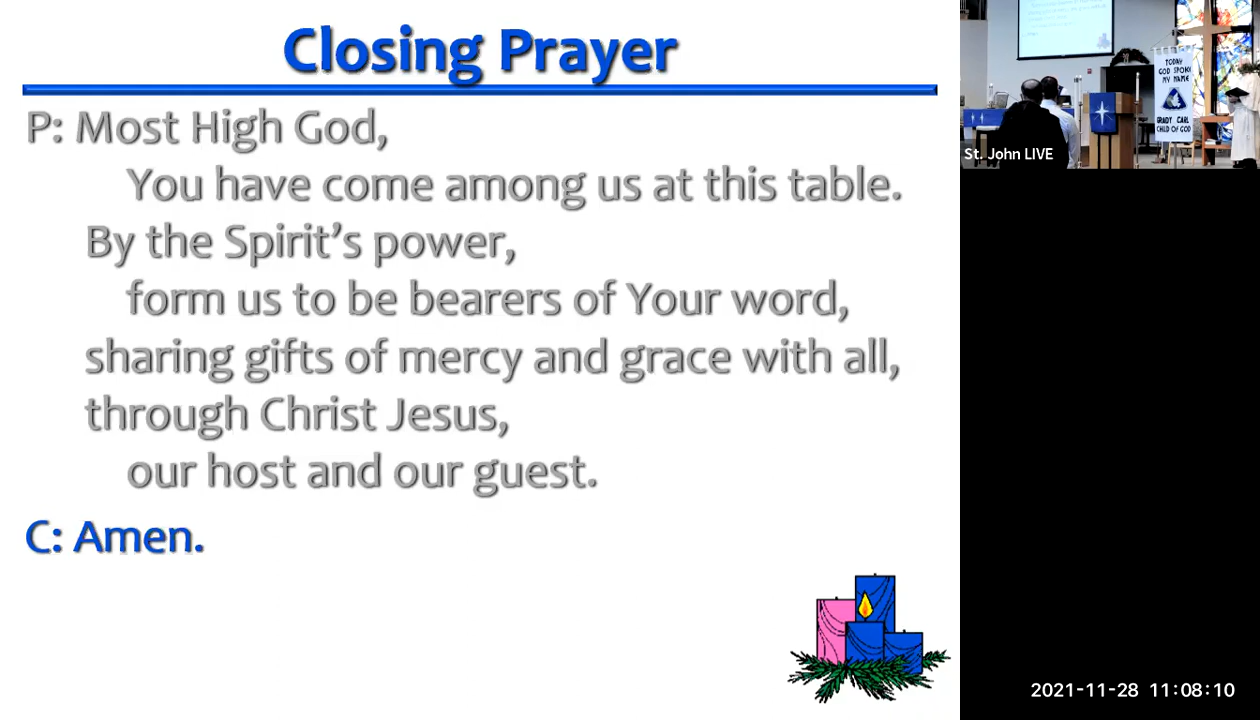 Closing Prayer
P: Most High God,
You have come among us at this table.
By the Spirit’s power,
form us to be bearers of Your word,
sharing gifts of mercy and grace with all,
through Christ Jesus,
our host and our guest.
C: Amen.
TODAY
GOD SPOKE
MY NAME
GRADY CARL
CHILD OF GOD
St. John LIVE
2021-11-28 11:08:10